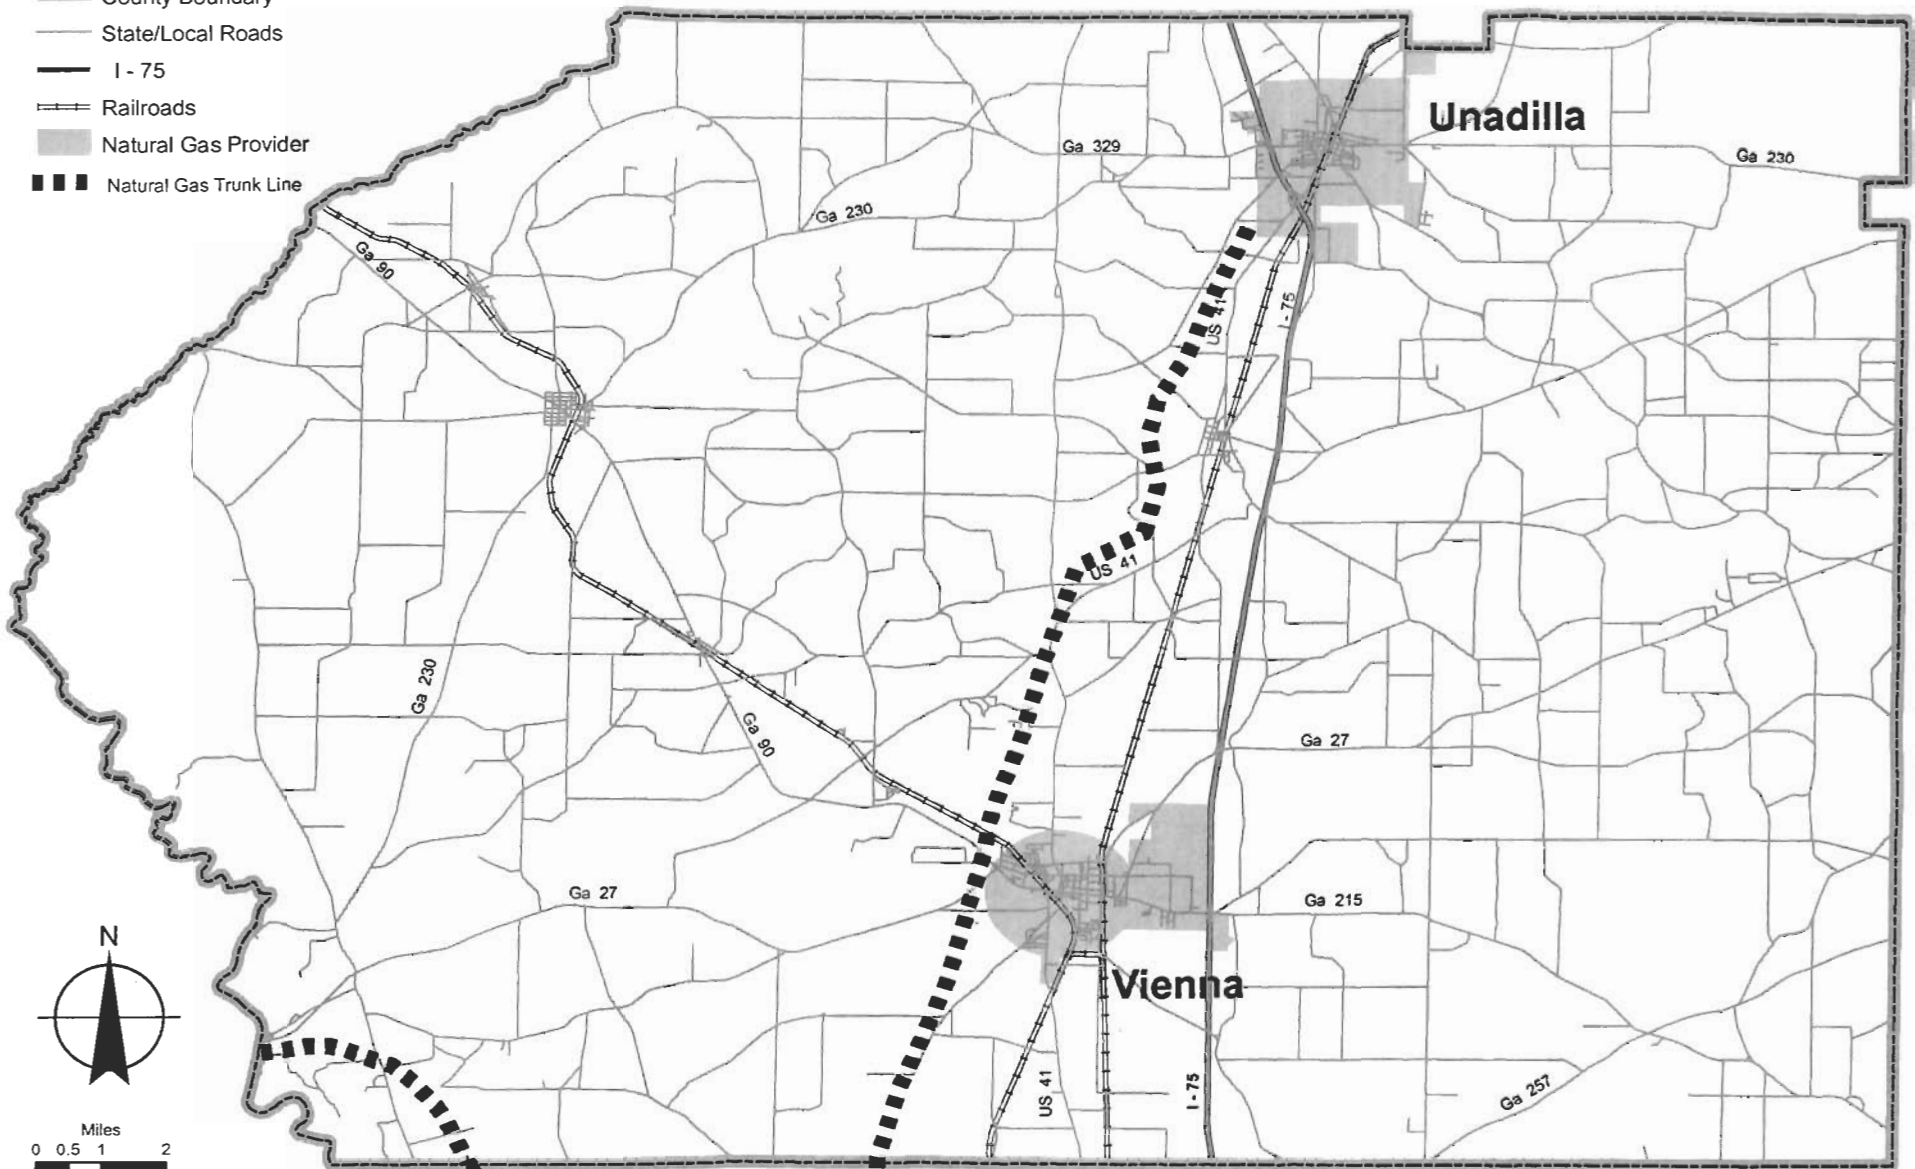 County Boundary
State/Local Roads
I - 75
Railroads
Natural Gas Provider
Natural Gas Trunk Line
Unadilla
Ga 329
Ga 230
Ga 230
Ga 90
US 41
I - 75
US 41
Ga 230
Ga 90
Ga 27
Ga 27
Ga 215
N
Vienna
US 41
I - 75
Ga 257
Miles
0 0.5 1 2